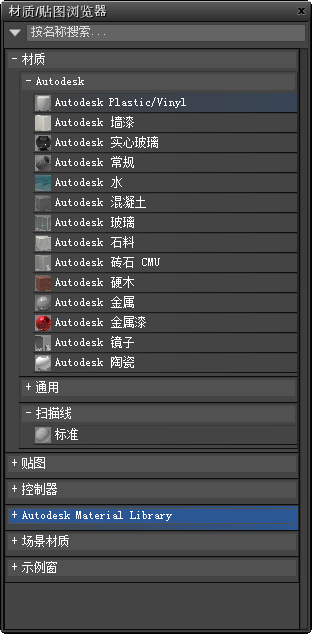 材质/贴图浏览器
按名称搜索...
- 材质
- Autodesk
Autodesk Plastic/Vinyl
Autodesk 墙漆
Autodesk 实心玻璃
Autodesk 常规
Autodesk 水
Autodesk 混凝土
Autodesk 玻璃
Autodesk 石料
Autodesk 砖石 CMU
Autodesk 硬木
Autodesk 金属
Autodesk 金属漆
Autodesk 镜子
Autodesk 陶瓷
+ 通用
- 扫描线
标准
+ 贴图
+ 控制器
+ Autodesk Material Library
+ 场景材质
+ 示例窗